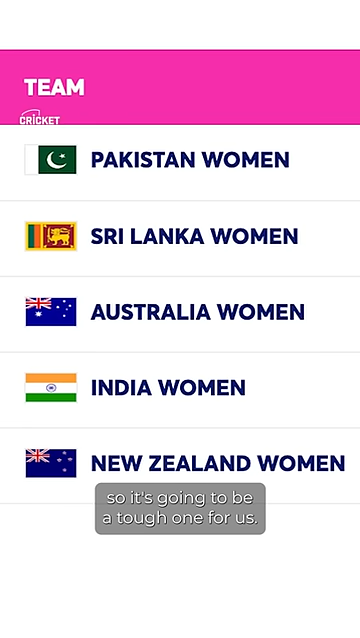 TEAM
CRICKET
PAKISTAN WOMEN
SRI LANKA WOMEN
AUSTRALIA WOMEN
INDIA WOMEN
NEW ZEALAND WOMEN
so it's going to be
a tough one for us.